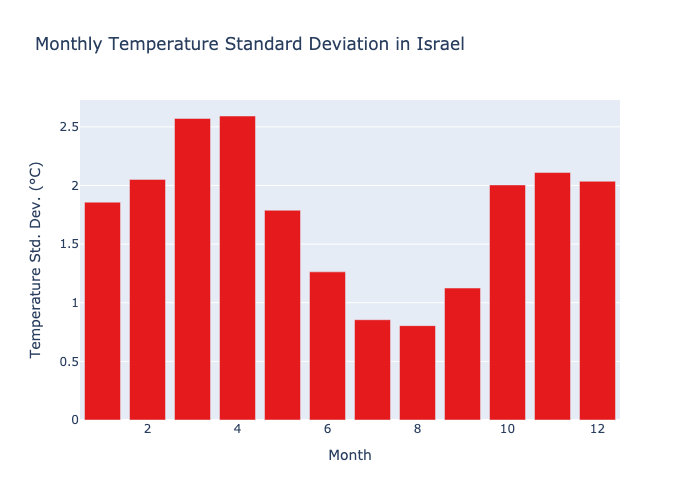 Monthly Temperature Standard Deviation in Israel
Temperature Std. Dev. (°C)
2.5
2
1.5
1
0.5
0
2 4 6 8 10 12
Month